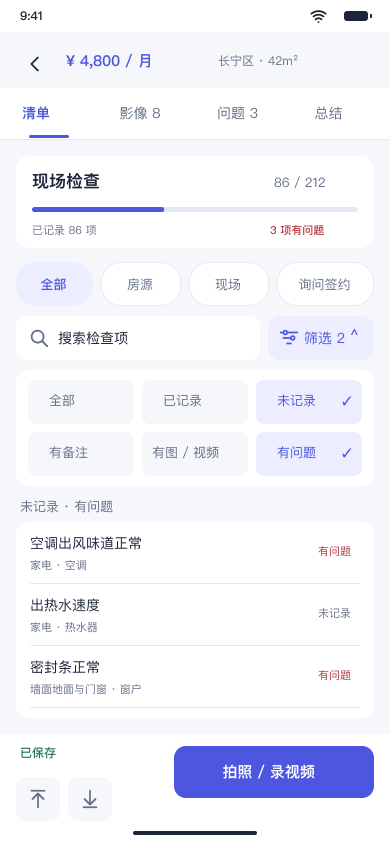 9:41
¥ 4,800 / 月 长宁区 · 42m²
清单 影像 8 问题 3 总结
现场检查 86 / 212
已记录 86 项 3 项有问题
全部 房源 现场 询问签约
搜索检查项 筛选 2 ^
全部 已记录 未记录 ✓
有备注 有图 / 视频 有问题 ✓
未记录 · 有问题
空调出风味道正常
家电 · 空调 有问题
出热水速度
家电 · 热水器 未记录
密封条正常
墙面地面与门窗 · 窗户 有问题
已保存
拍照 / 录视频